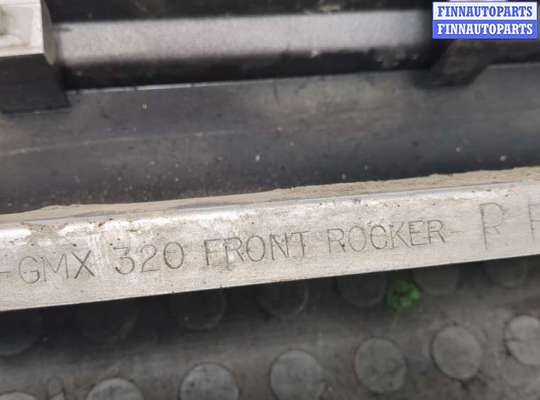 FINNAUTOPARTS
FINNAUTOPARTS
-GMX 320 FRONT ROCKER- R